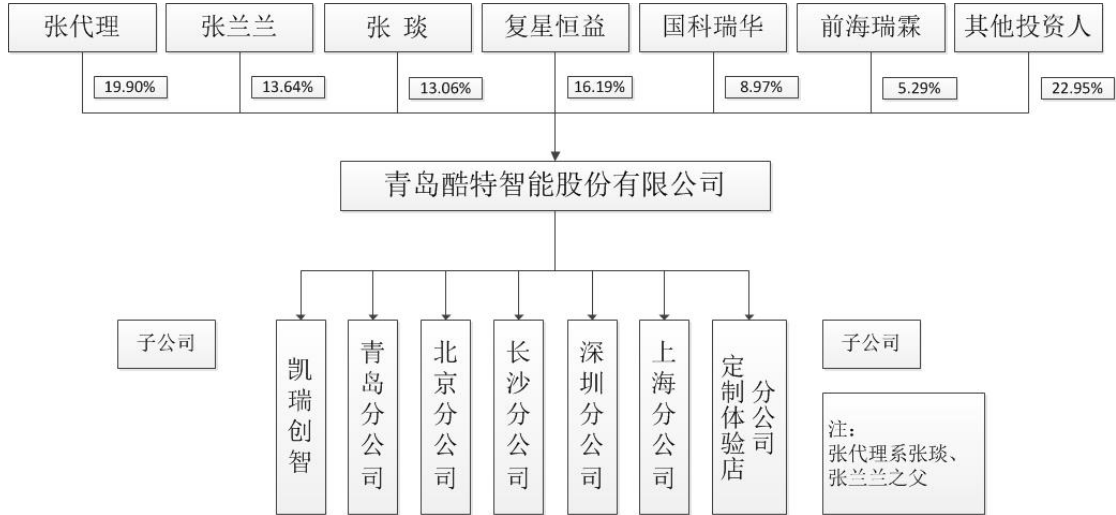 张代理
张兰兰
张 琰
复星恒益
国科瑞华
前海瑞霖
其他投资人
19.90%
13.64%
13.06%
16.19%
8.97%
5.29%
22.95%
青岛酷特智能股份有限公司
子公司
凯瑞创智
青岛分公司
北京分公司
长沙分公司
深圳分公司
上海分公司
定制体验店
分公司
子公司
注：
张代理系张琰、
张兰兰之父